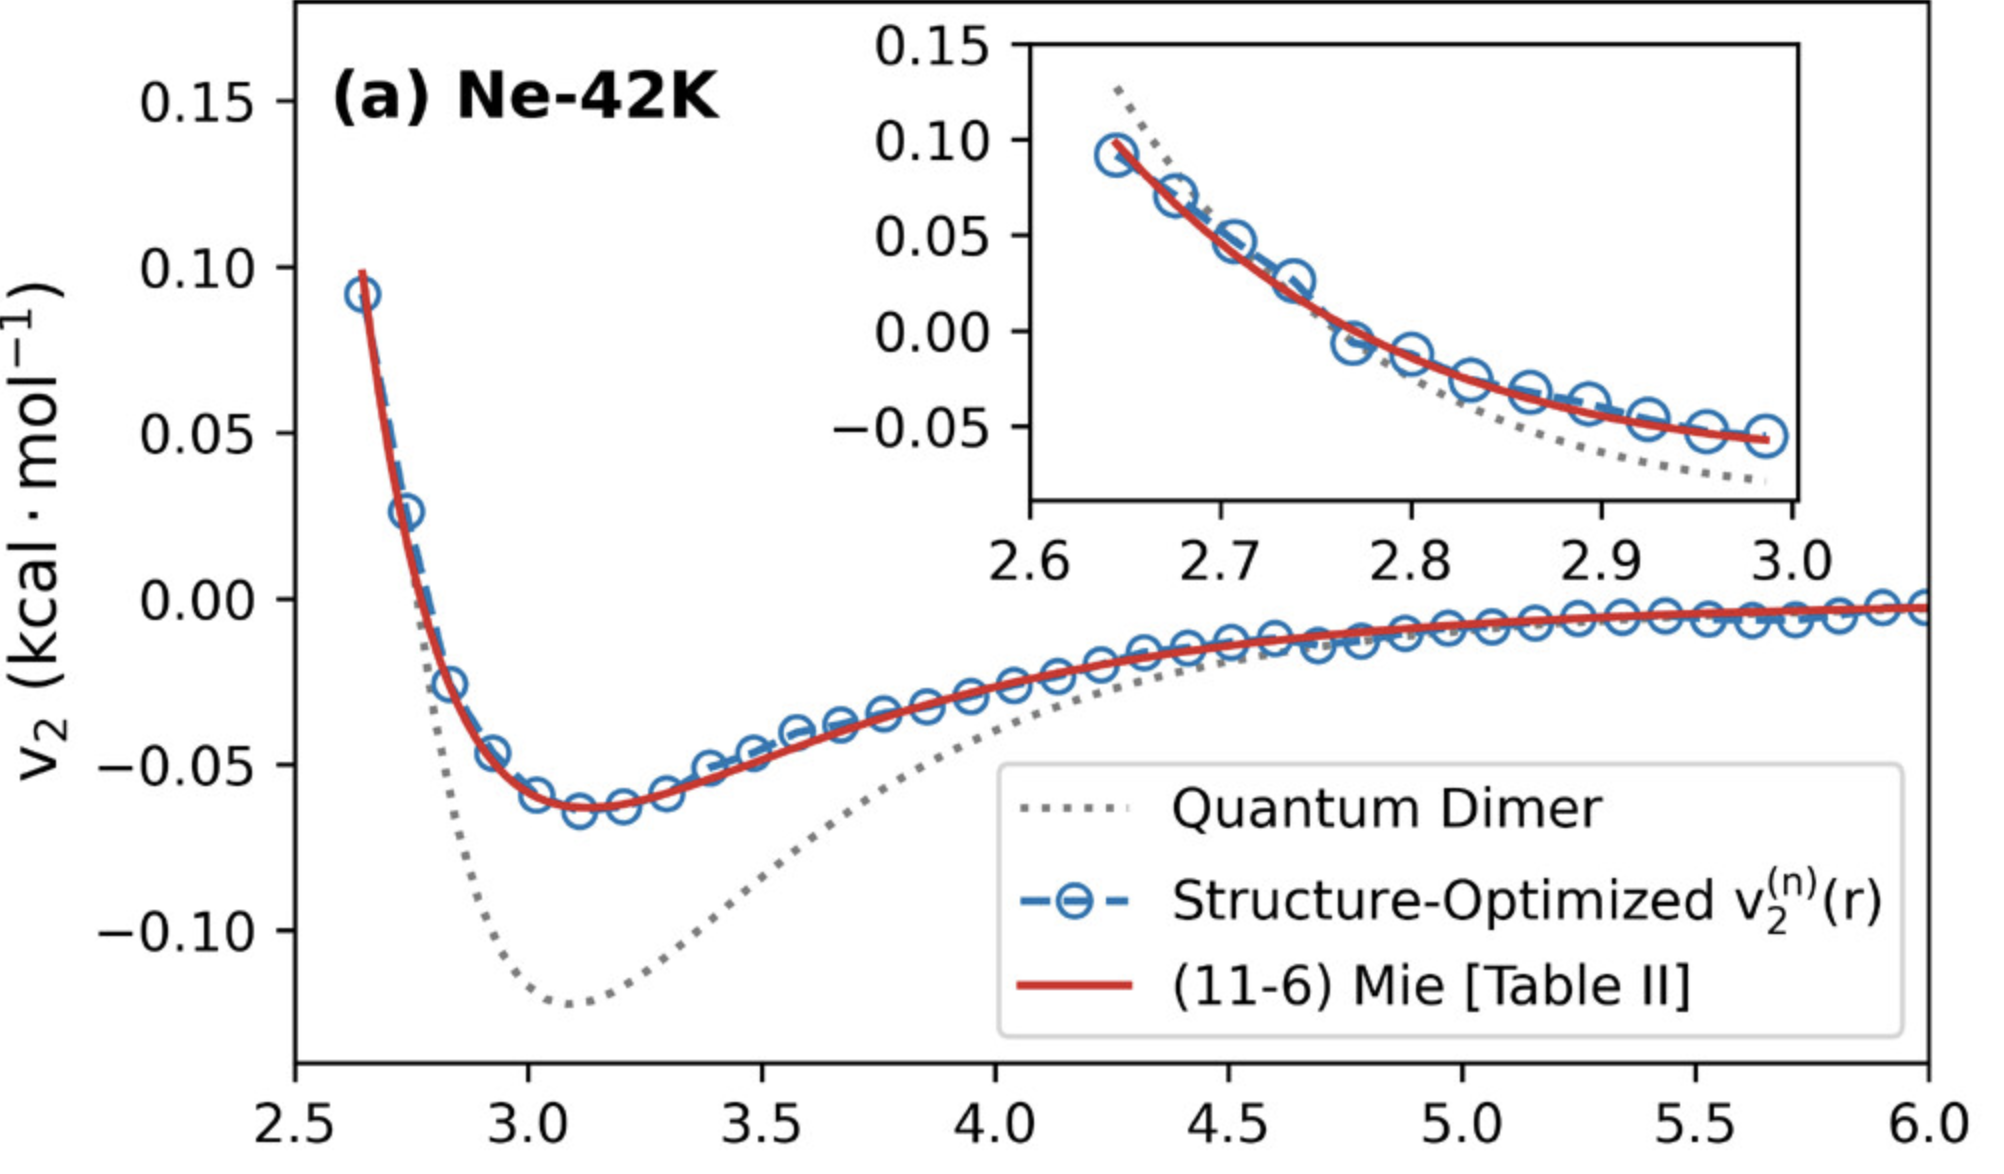 (a) Ne-42K
v₂ (kcal · mol⁻¹)
0.15
0.10
0.05
0.00
−0.05
−0.10
2.5 3.0 3.5 4.0 4.5 5.0 5.5 6.0
0.15
0.10
0.05
0.00
−0.05
2.6 2.7 2.8 2.9 3.0
Quantum Dimer
Structure-Optimized v₂⁽ⁿ⁾(r)
(11-6) Mie [Table II]